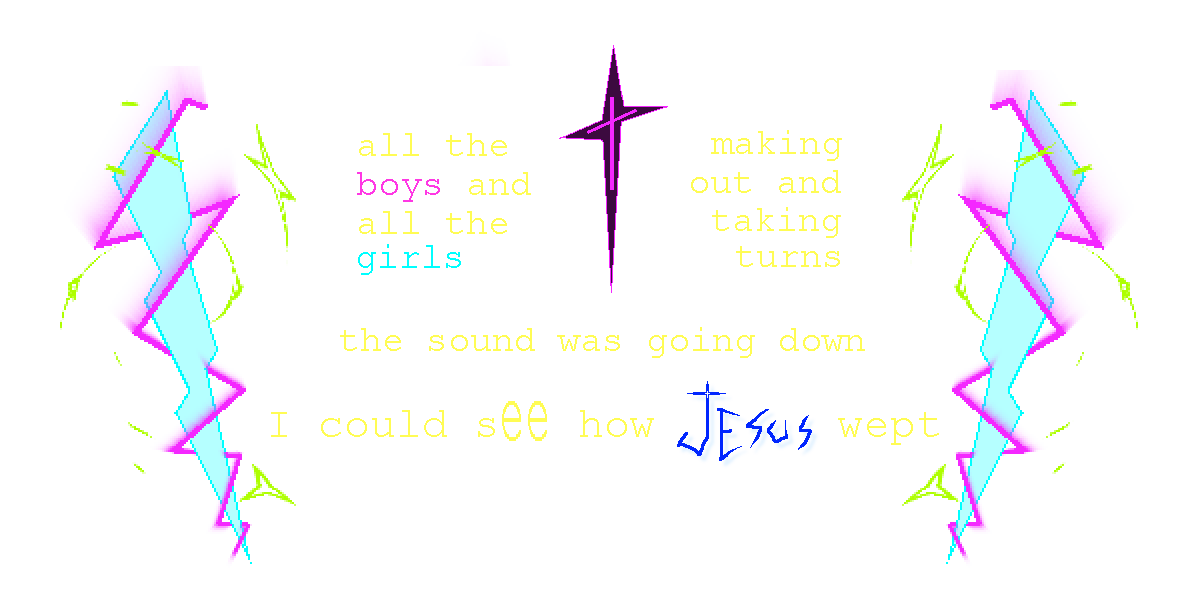 all the
boys and
all the
girls
making
out and
taking
turns
the sound was going down
I could see how JESUS wept